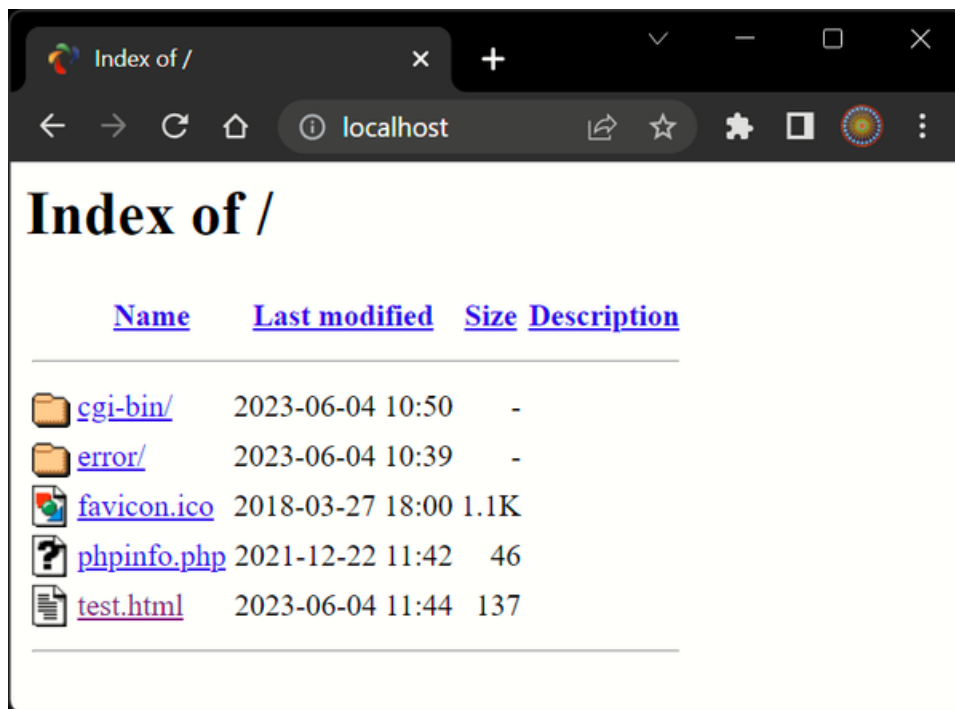 Index of /
localhost
Index of /
Name Last modified Size Description
cgi-bin/ 2023-06-04 10:50 -
error/ 2023-06-04 10:39 -
favicon.ico 2018-03-27 18:00 1.1K
phpinfo.php 2021-12-22 11:42 46
test.html 2023-06-04 11:44 137